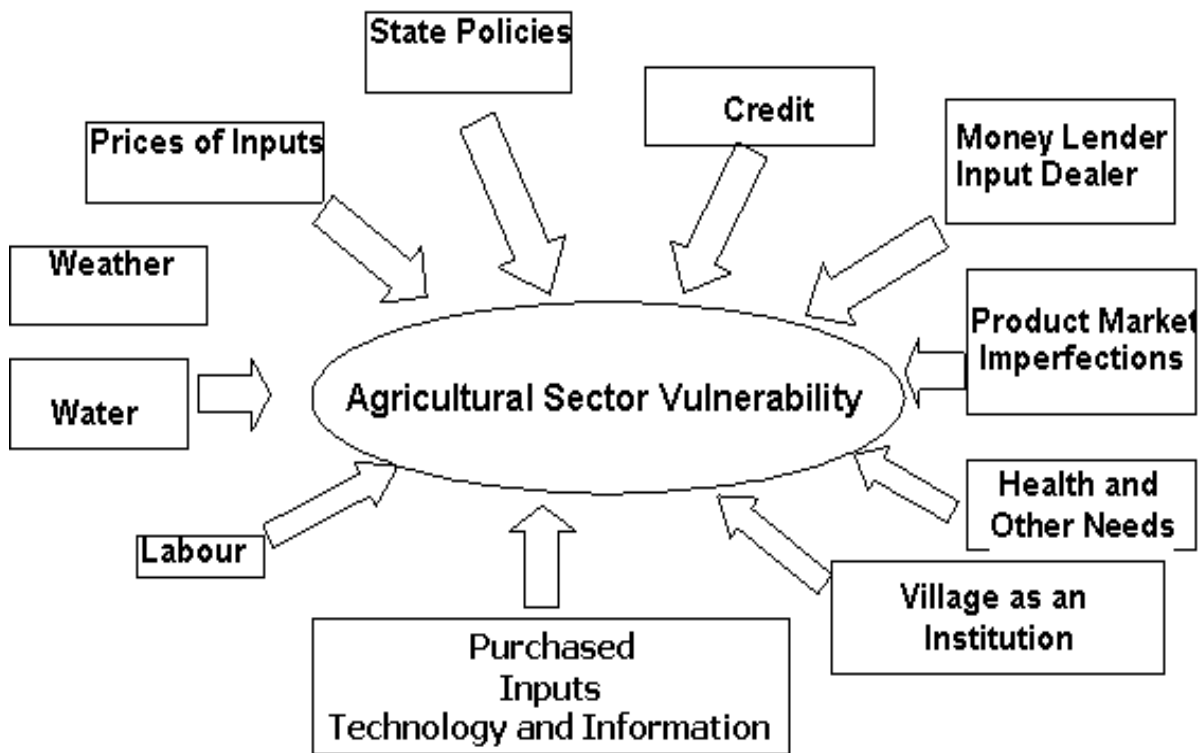 State Policies
Credit
Prices of Inputs
Money Lender
Input Dealer
Weather
Product Market
Imperfections
Water
Agricultural Sector Vulnerability
Health and
Other Needs
Labour
Village as an
Institution
Purchased
Inputs
Technology and Information